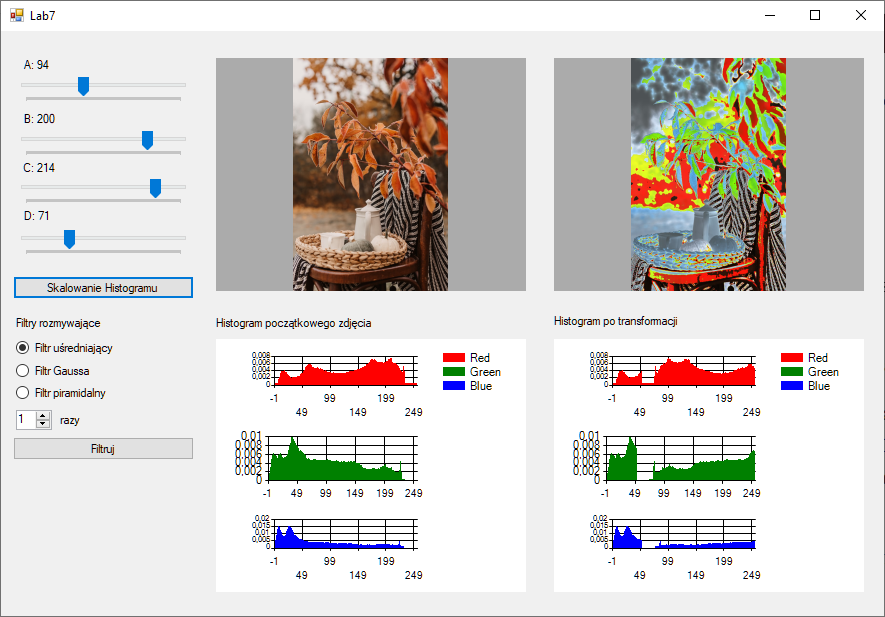 Lab7
A: 94
B: 200
C: 214
D: 71
Skalowanie Histogramu
Filtry rozmywające
Filtr uśredniający
Filtr Gaussa
Filtr piramidalny
1 razy
Filtruj
Histogram początkowego zdjęcia
0,008
0,006
0,004
0,002
0
-1 99 199
49 149 249
Red
Green
Blue
0,01
0,008
0,006
0,004
0,002
0
-1 49 99 149 199 249
0,02
0,015
0,01
0,005
0
-1 99 199
49 149 249
Histogram po transformacji
0,008
0,006
0,004
0,002
0
-1 99 199
49 149 249
Red
Green
Blue
0,01
0,008
0,006
0,004
0,002
0
-1 49 99 149 199 249
0,02
0,015
0,01
0,005
0
-1 99 199
49 149 249